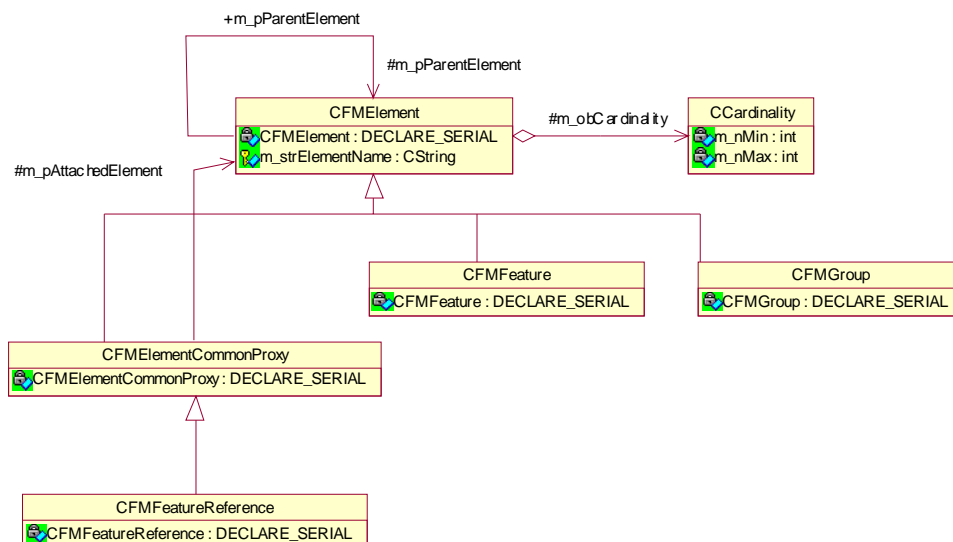 +m_pParentElement
#m_pParentElement
CFMElement
CFMElement : DECLARE_SERIAL
m_strElementName : CString
#m_obCardinality
CCardinality
m_nMin : int
m_nMax : int
#m_pAttachedElement
CFMFeature
CFMFeature : DECLARE_SERIAL
CFMGroup
CFMGroup : DECLARE_SERIAL
CFMElementCommonProxy
CFMElementCommonProxy : DECLARE_SERIAL
CFMFeatureReference
CFMFeatureReference : DECLARE_SERIAL